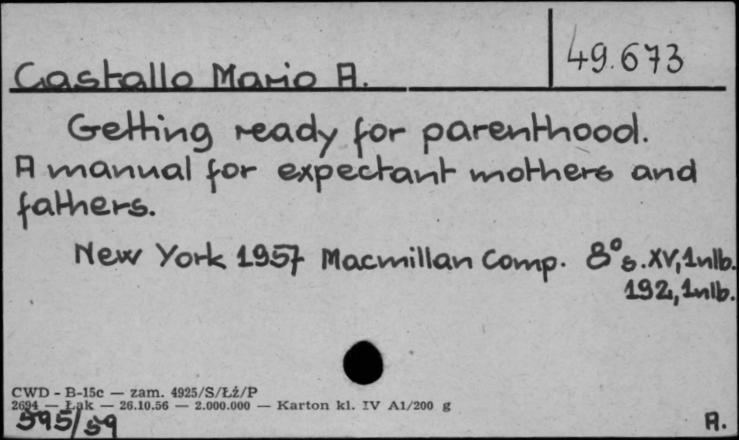 49.673
Castallo Mario A.
Getting ready for parenthood.
A manual for expectant mothers and
fathers.
New York 1957 Macmillan Comp. 8° s. XV, 1nlb.
192, 1nlb.
CWD - B-15c — zam. 4925/S/Łź/P
2694 — Łąk — 26.10.56 — 2.000.000 — Karton kl. IV A1/200 g
595/59
A.